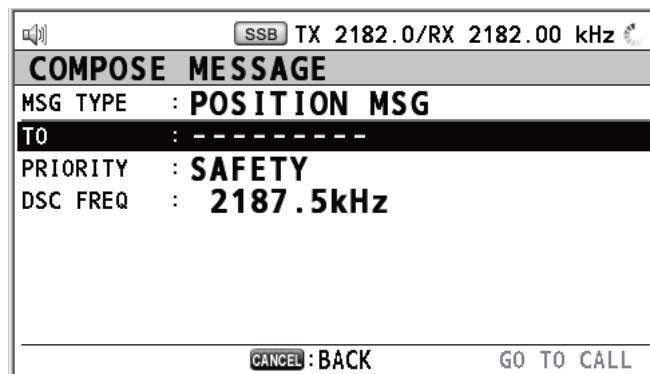 SSB TX 2182.0/RX 2182.00 kHz
COMPOSE MESSAGE
MSG TYPE : POSITION MSG
TO : ---------
PRIORITY : SAFETY
DSC FREQ : 2187.5kHz
CANCEL : BACK GO TO CALL